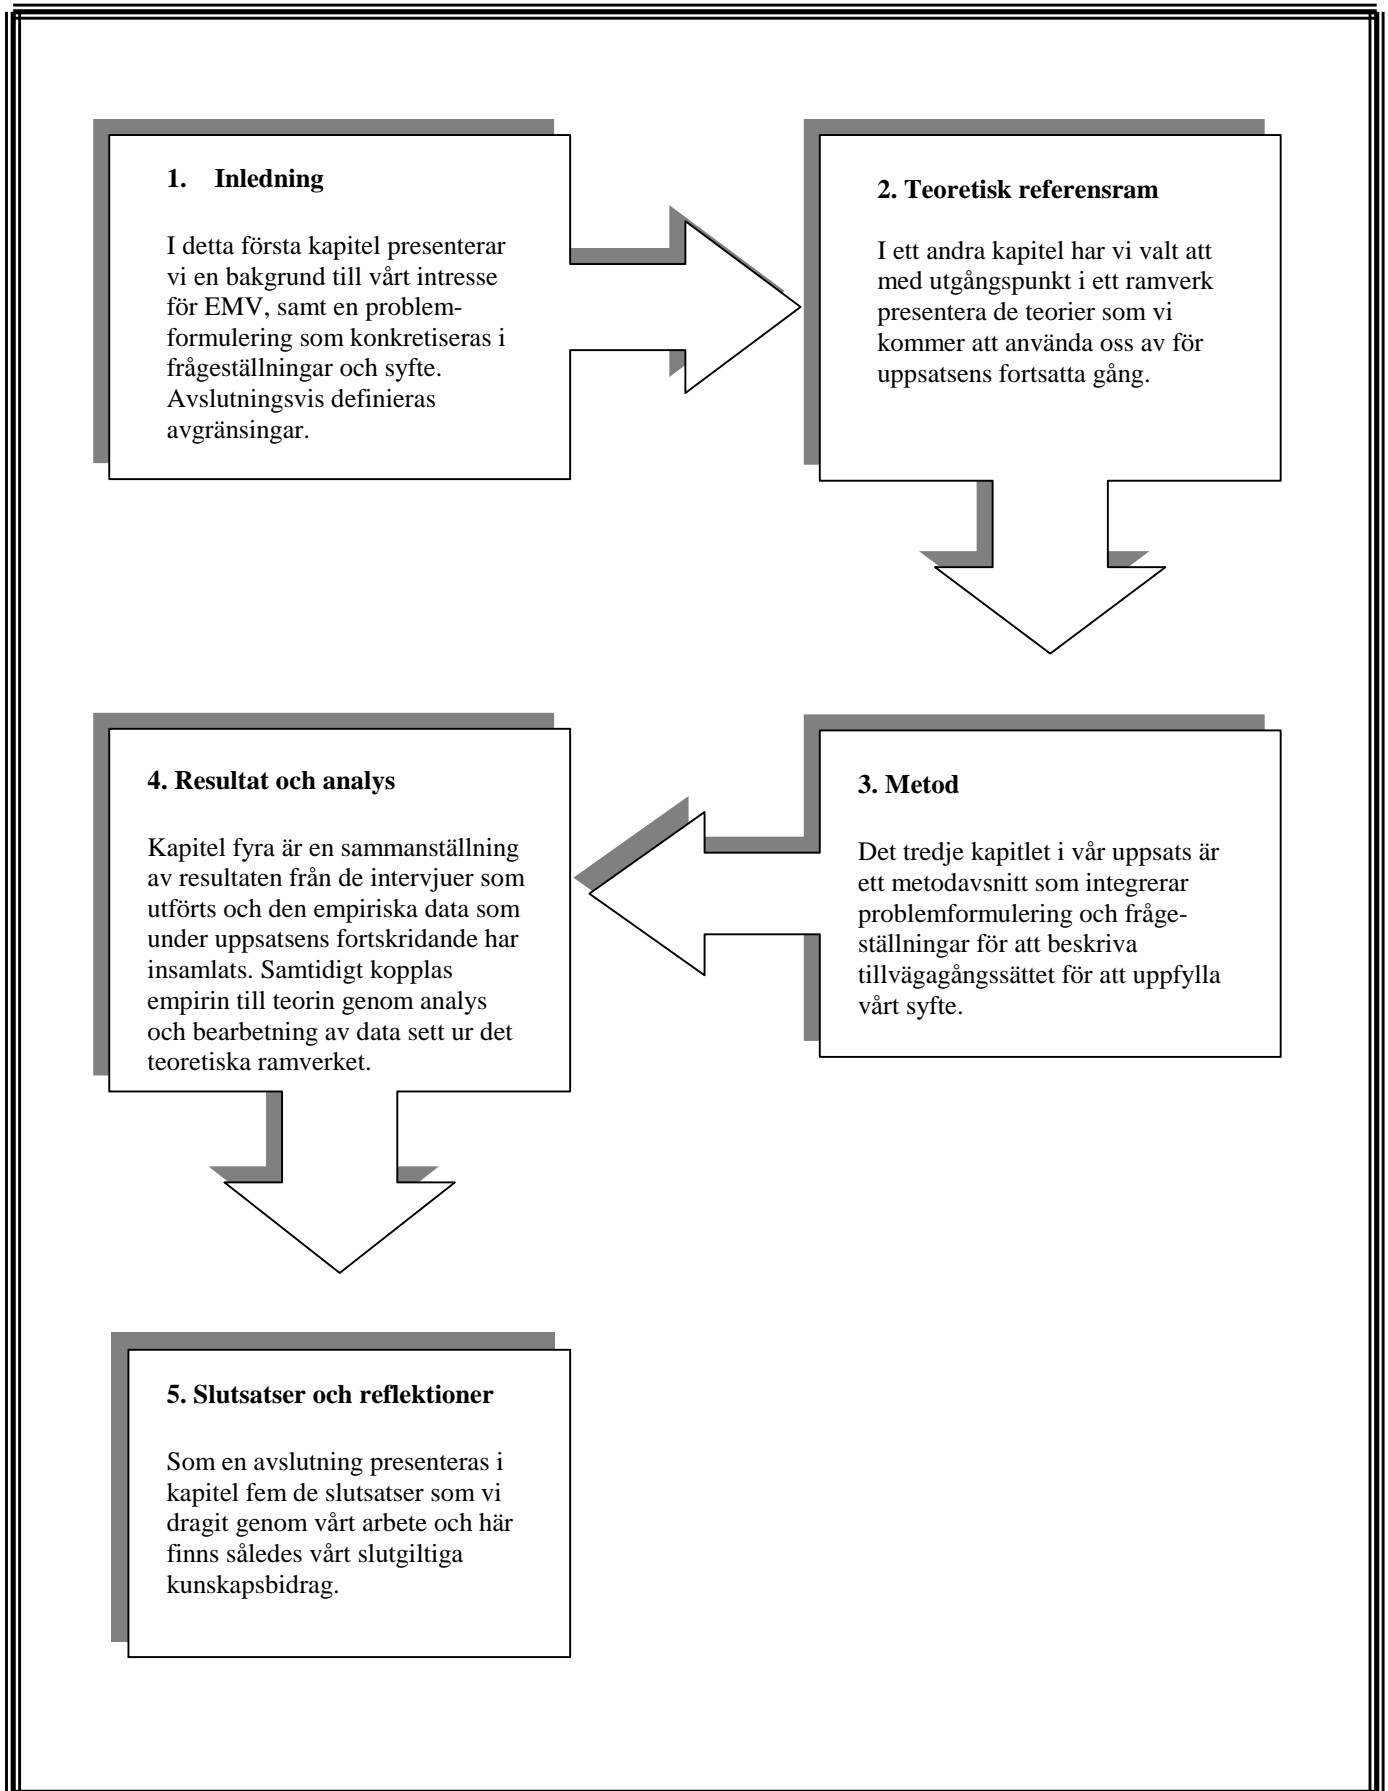 1. Inledning
I detta första kapitel presenterar
vi en bakgrund till vårt intresse
för EMV, samt en problem-
formulering som konkretiseras i
frågeställningar och syfte.
Avslutningsvis definieras
avgränsingar.
2. Teoretisk referensram
I ett andra kapitel har vi valt att
med utgångspunkt i ett ramverk
presentera de teorier som vi
kommer att använda oss av för
uppsatsens fortsatta gång.
3. Metod
Det tredje kapitlet i vår uppsats är
ett metodavsnitt som integrerar
problemformulering och fråge-
ställningar för att beskriva
tillvägagångssättet för att uppfylla
vårt syfte.
4. Resultat och analys
Kapitel fyra är en sammanställning
av resultaten från de intervjuer som
utförts och den empiriska data som
under uppsatsens fortskridande har
insamlats. Samtidigt kopplas
empirin till teorin genom analys
och bearbetning av data sett ur det
teoretiska ramverket.
5. Slutsatser och reflektioner
Som en avslutning presenteras i
kapitel fem de slutsatser som vi
dragit genom vårt arbete och här
finns således vårt slutgiltiga
kunskapsbidrag.